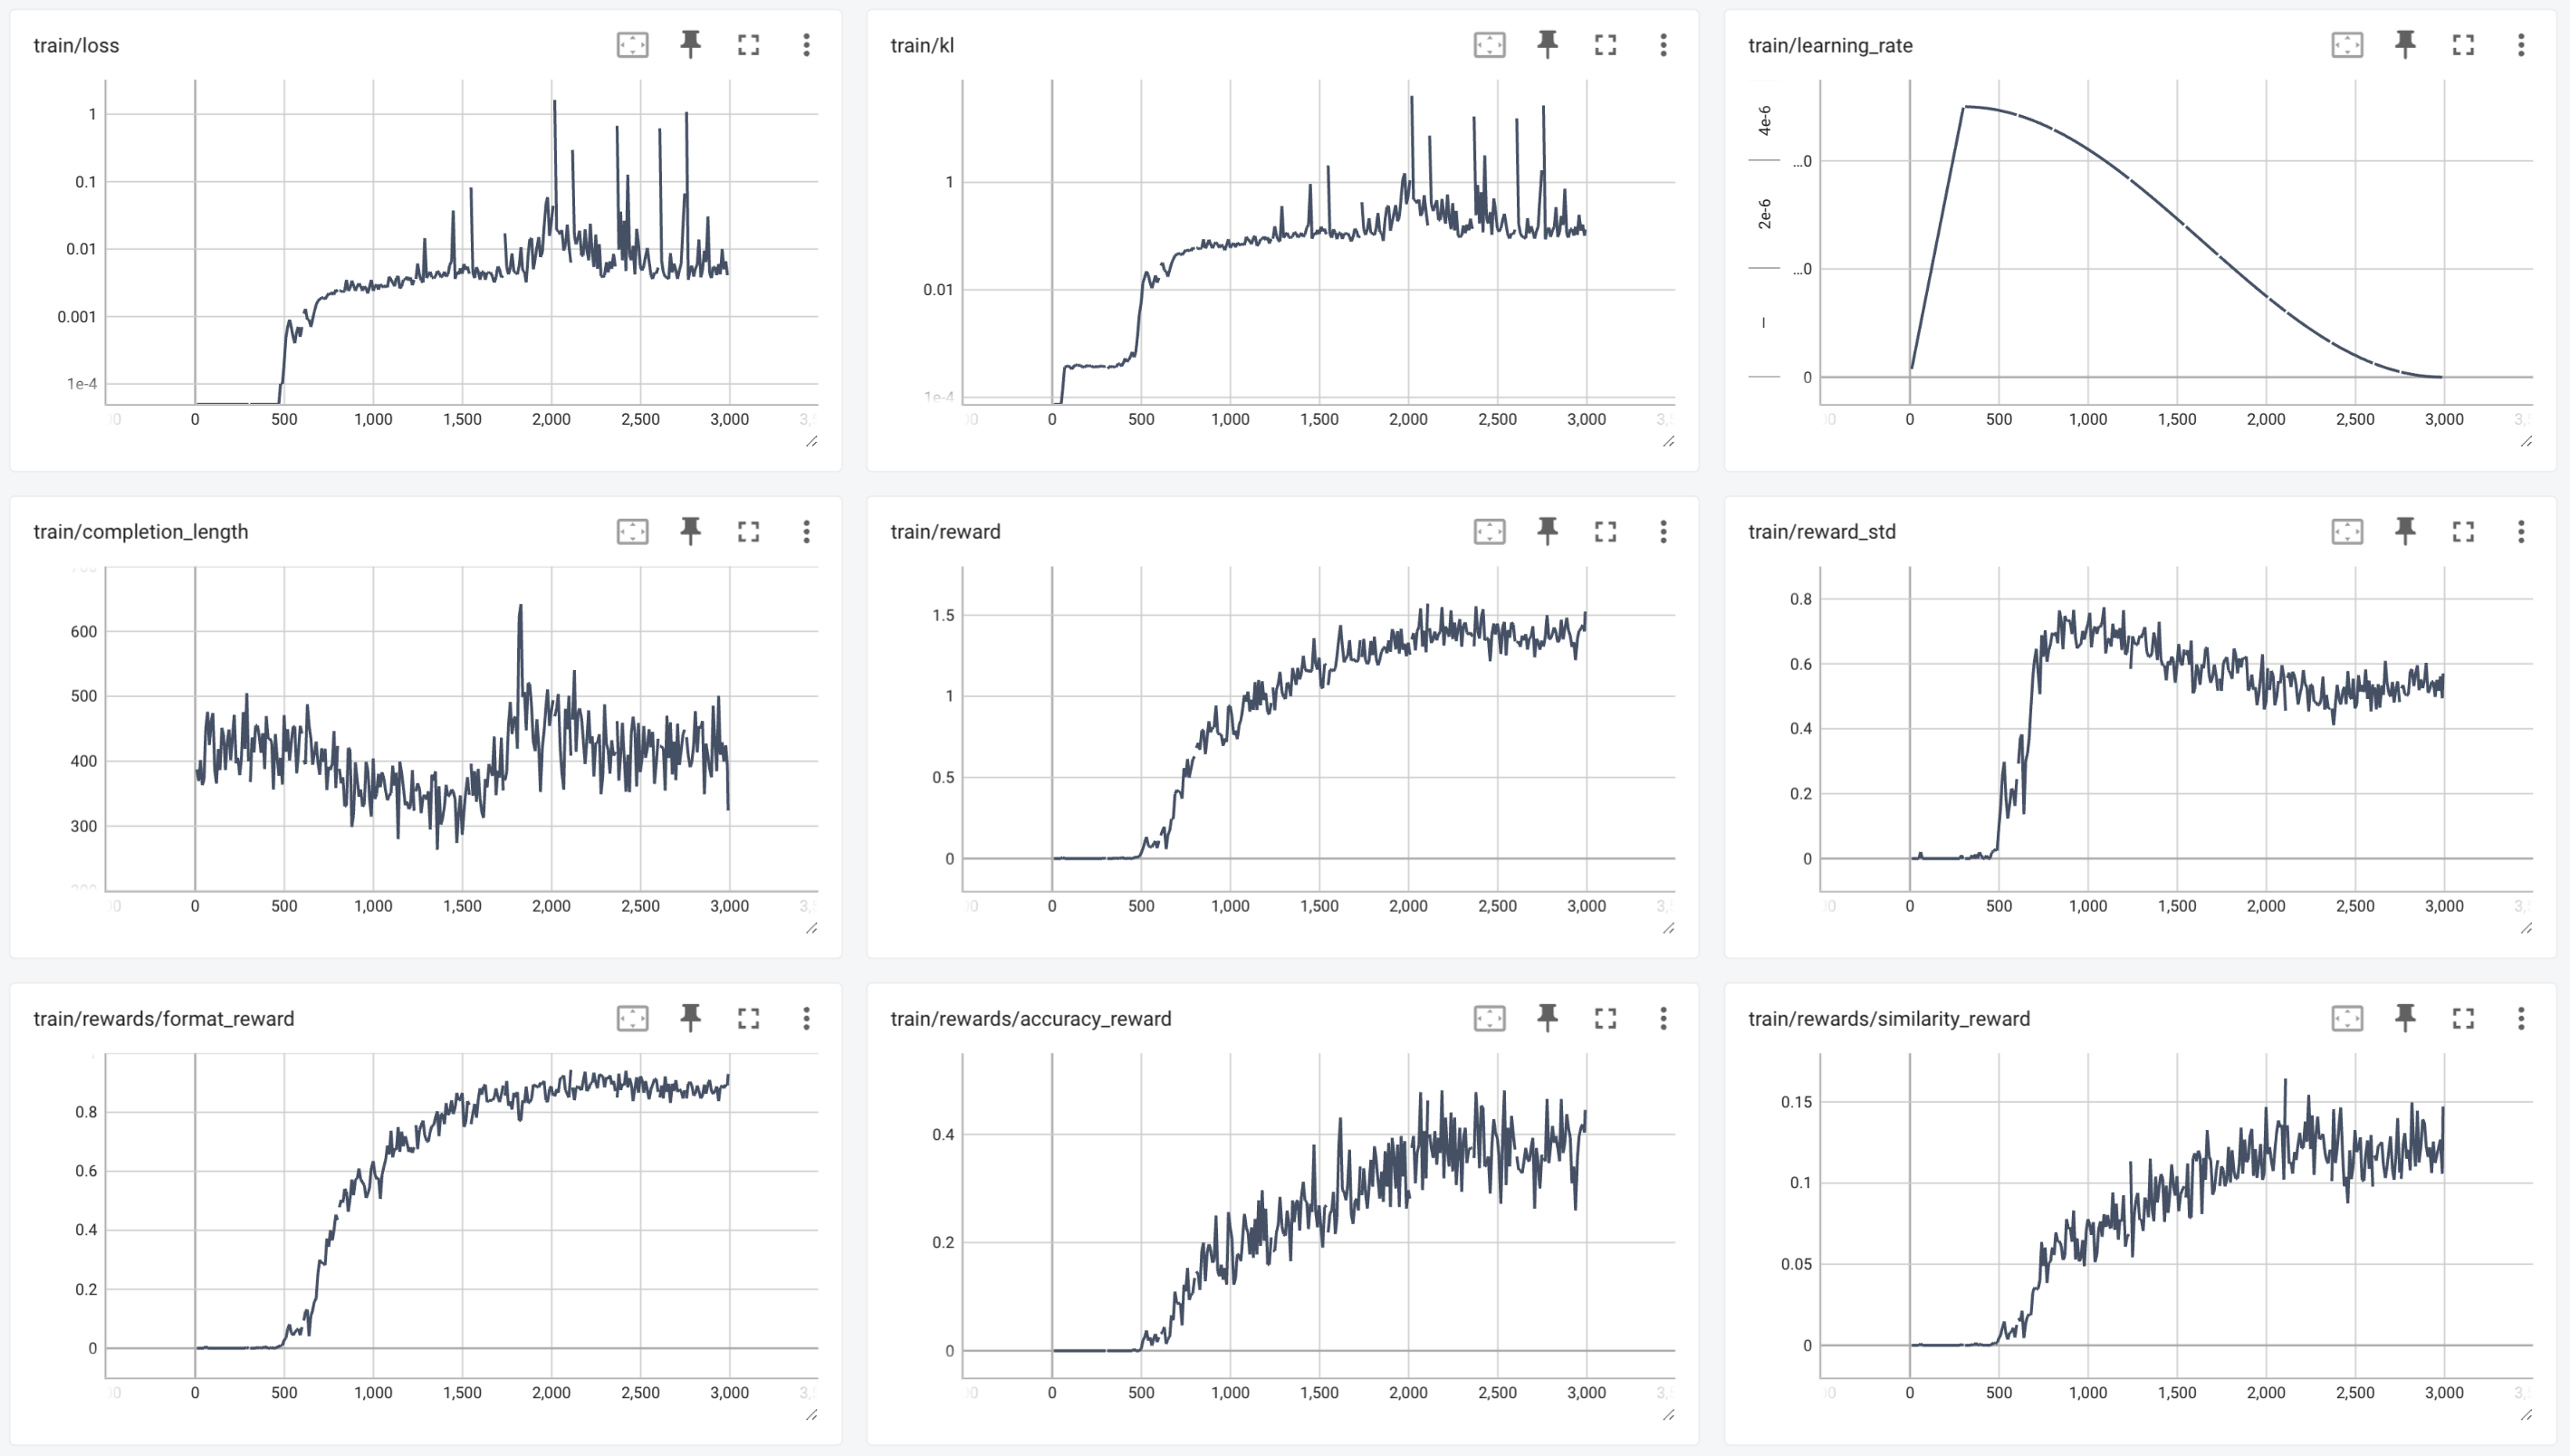 train/loss
1
0.1
0.01
0.001
1e-4
0 500 1,000 1,500 2,000 2,500 3,000
train/kl
1
0.01
1e-4
0 500 1,000 1,500 2,000 2,500 3,000
train/learning_rate
4e-6
2e-6
…0
…0
0
0 500 1,000 1,500 2,000 2,500 3,000
train/completion_length
600
500
400
300
0 500 1,000 1,500 2,000 2,500 3,000
train/reward
1.5
1
0.5
0
0 500 1,000 1,500 2,000 2,500 3,000
train/reward_std
0.8
0.6
0.4
0.2
0
0 500 1,000 1,500 2,000 2,500 3,000
train/rewards/format_reward
0.8
0.6
0.4
0.2
0
0 500 1,000 1,500 2,000 2,500 3,000
train/rewards/accuracy_reward
0.4
0.2
0
0 500 1,000 1,500 2,000 2,500 3,000
train/rewards/similarity_reward
0.15
0.1
0.05
0
0 500 1,000 1,500 2,000 2,500 3,000